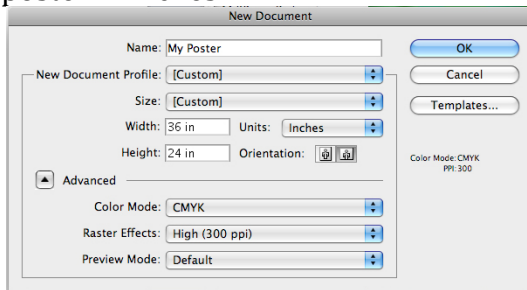 New Document
Name: My Poster
OK
New Document Profile: [Custom]
Cancel
Size: [Custom]
Templates...
Width: 36 in Units: Inches
Height: 24 in Orientation:
Color Mode: CMYK
PPI: 300
Advanced
Color Mode: CMYK
Raster Effects: High (300 ppi)
Preview Mode: Default